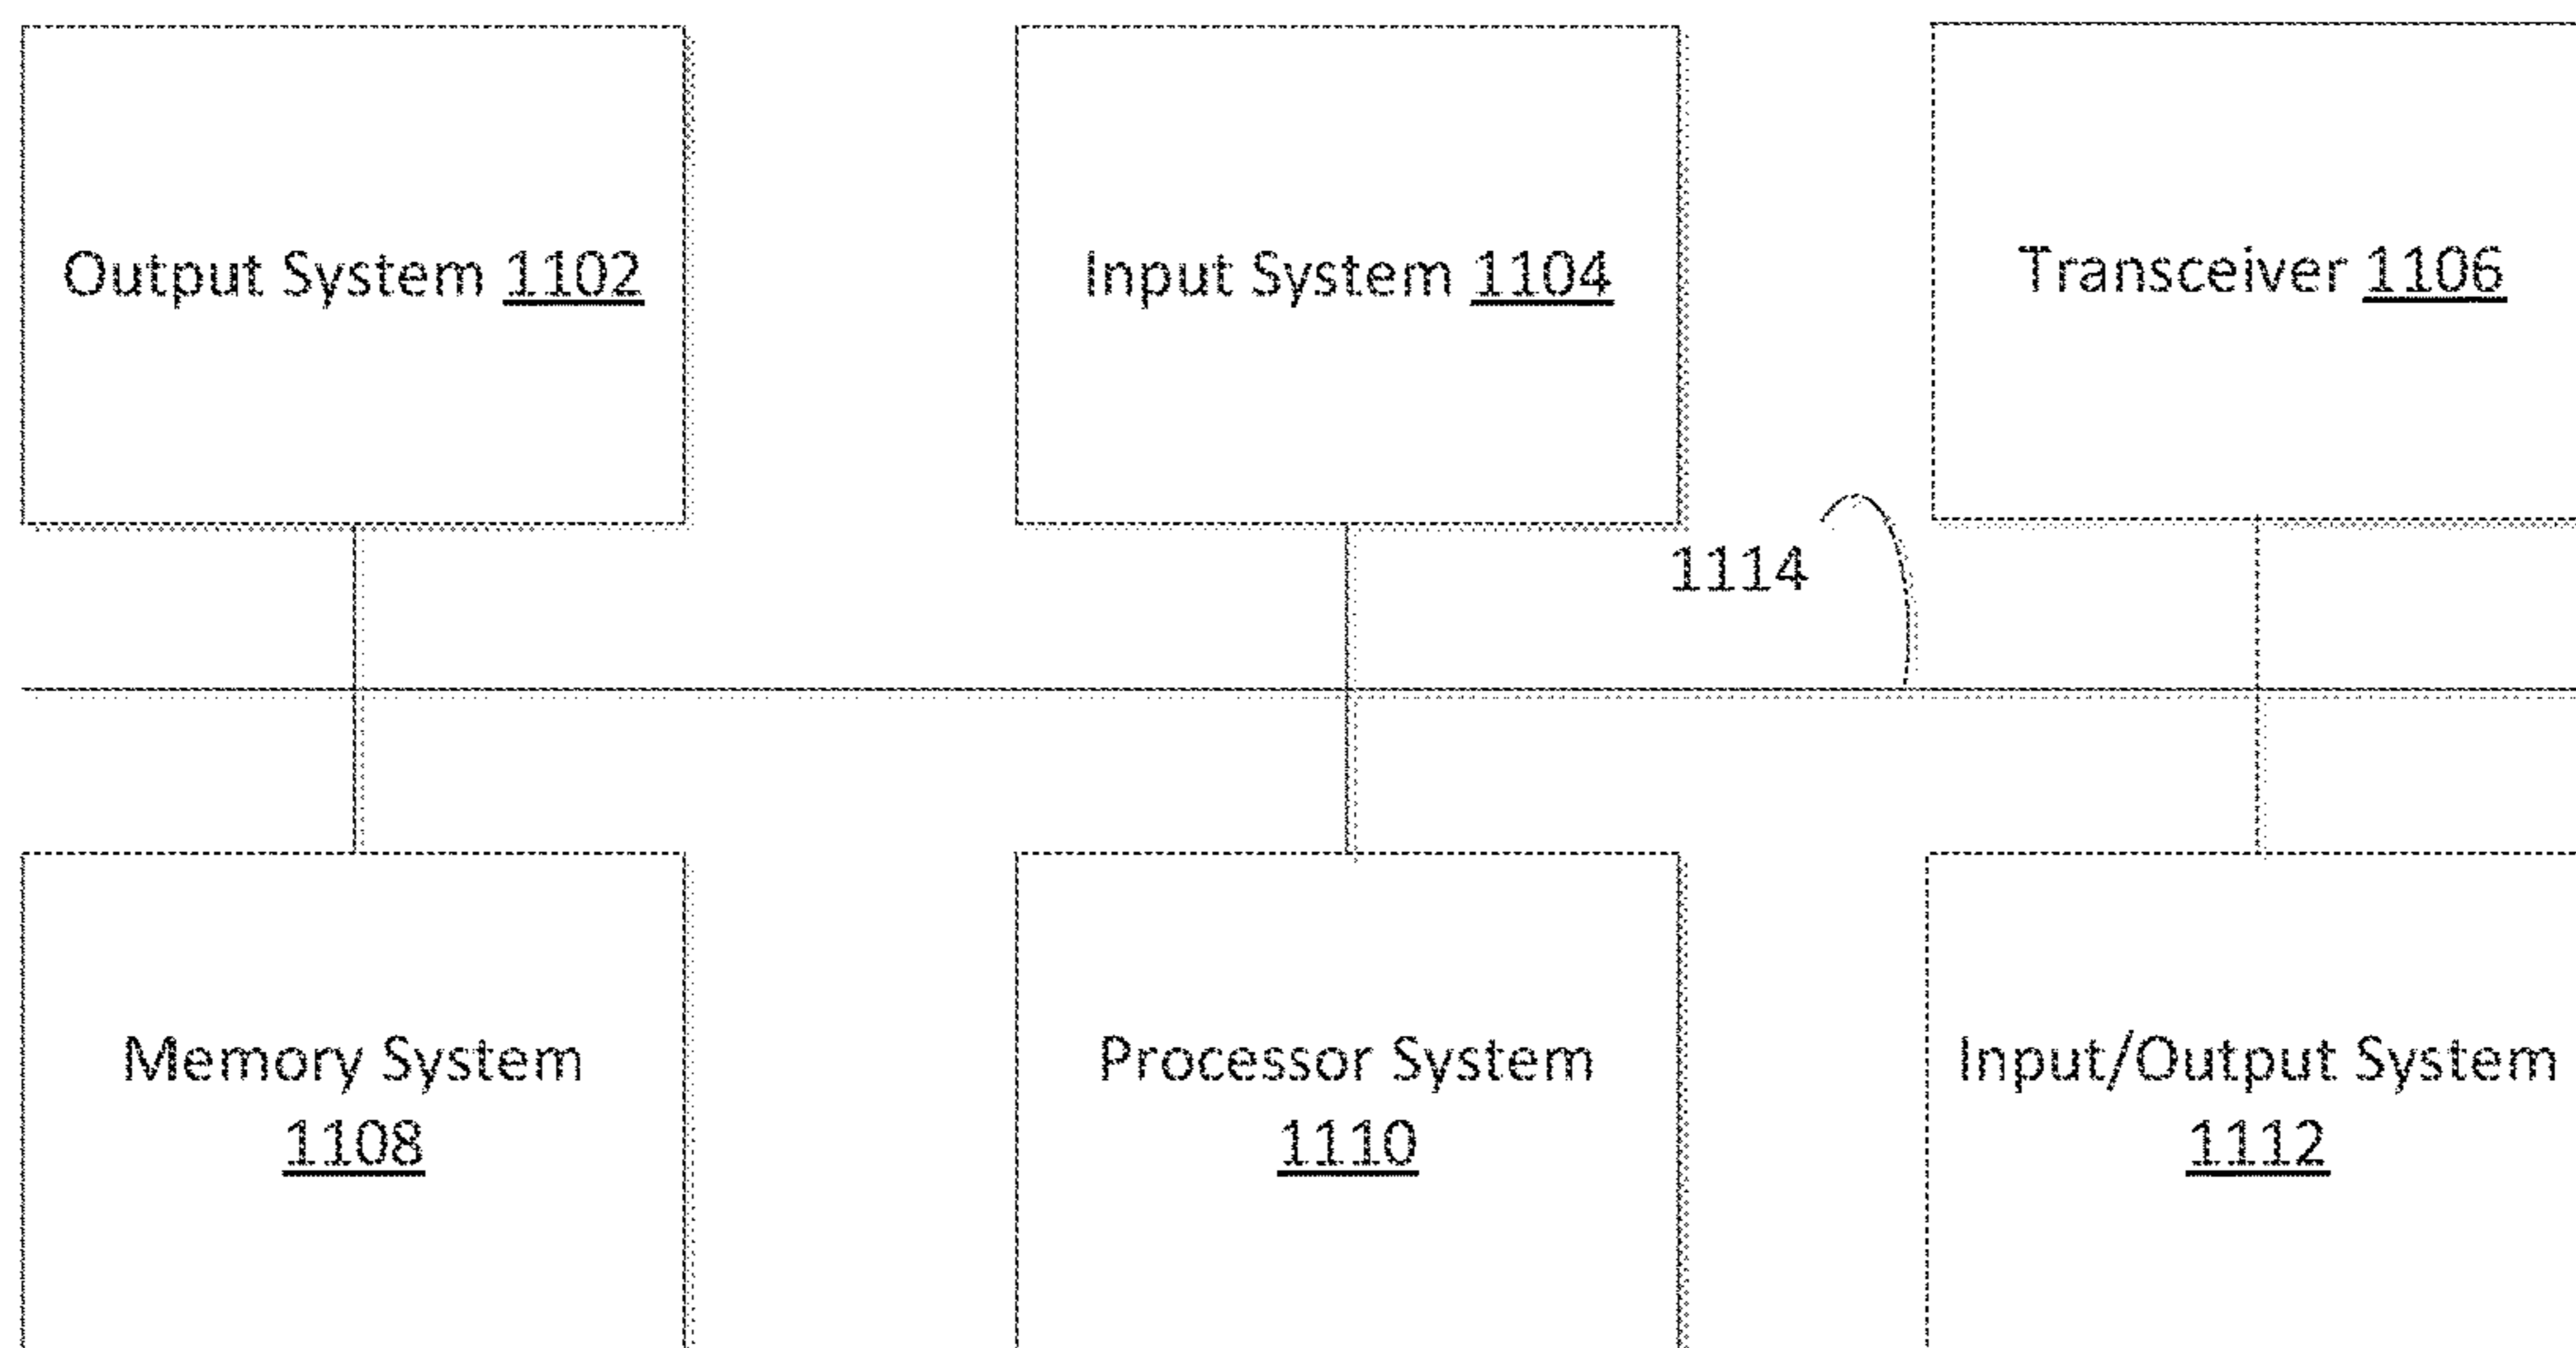 Output System 1102
Input System 1104
Transceiver 1106
1114
Memory System
1108
Processor System
1110
Input/Output System
1112